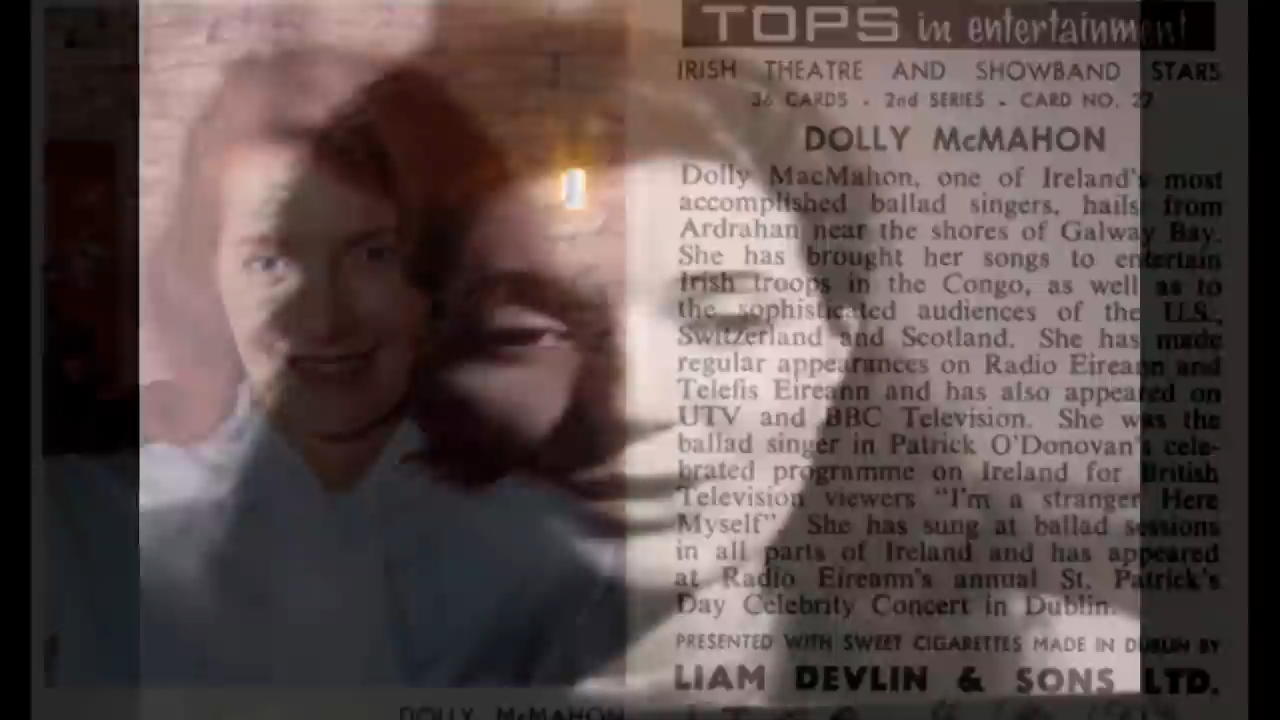 TOPS in entertainment
IRISH THEATRE AND SHOWBAND STARS
36 CARDS - 2nd SERIES - CARD NO. 27
DOLLY McMAHON
Dolly MacMahon, one of Ireland's most
accomplished ballad singers, hails from
Ardrahan near the shores of Galway Bay.
She has brought her songs to entertain
Irish troops in the Congo, as well as to
the sophisticated audiences of the U.S.,
Switzerland and Scotland. She has made
regular appearances on Radio Eireann and
Telefis Eireann and has also appeared on
UTV and BBC Television. She was the
ballad singer in Patrick O'Donovan's cele-
brated programme on Ireland for British
Television viewers "I'm a stranger Here
Myself" She has sung at ballad sessions
in all parts of Ireland and has appeared
at Radio Eireann's annual St. Patrick's
Day Celebrity Concert in Dublin.
PRESENTED WITH SWEET CIGARETTES MADE IN DUBLIN BY
LIAM DEVLIN & SONS LTD.
DOLLY McMAHON